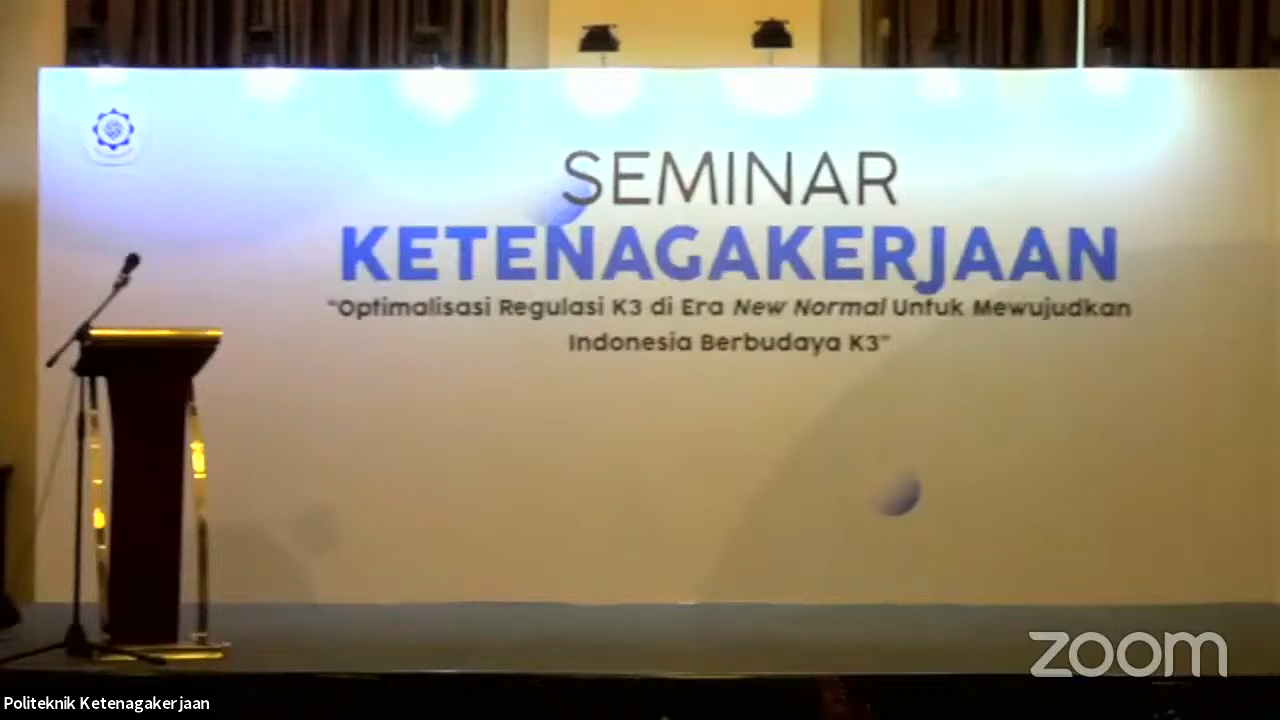 SEMINAR
KETENAGAKERJAAN
"Optimalisasi Regulasi K3 di Era New Normal Untuk Mewujudkan
Indonesia Berbudaya K3"
zoom
Politeknik Ketenagakerjaan